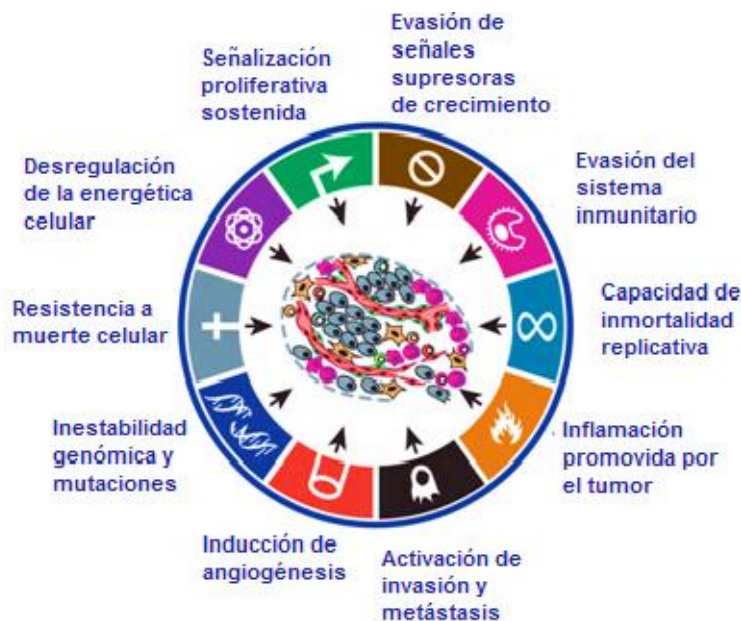 Señalización
proliferativa
sostenida
Evasión de
señales
supresoras
de crecimiento
Desregulación
de la energética
celular
Evasión del
sistema
inmunitario
Resistencia a
muerte celular
Capacidad de
inmortalidad
replicativa
Inestabilidad
genómica y
mutaciones
Inflamación
promovida por
el tumor
Inducción de
angiogénesis
Activación de
invasión y
metástasis